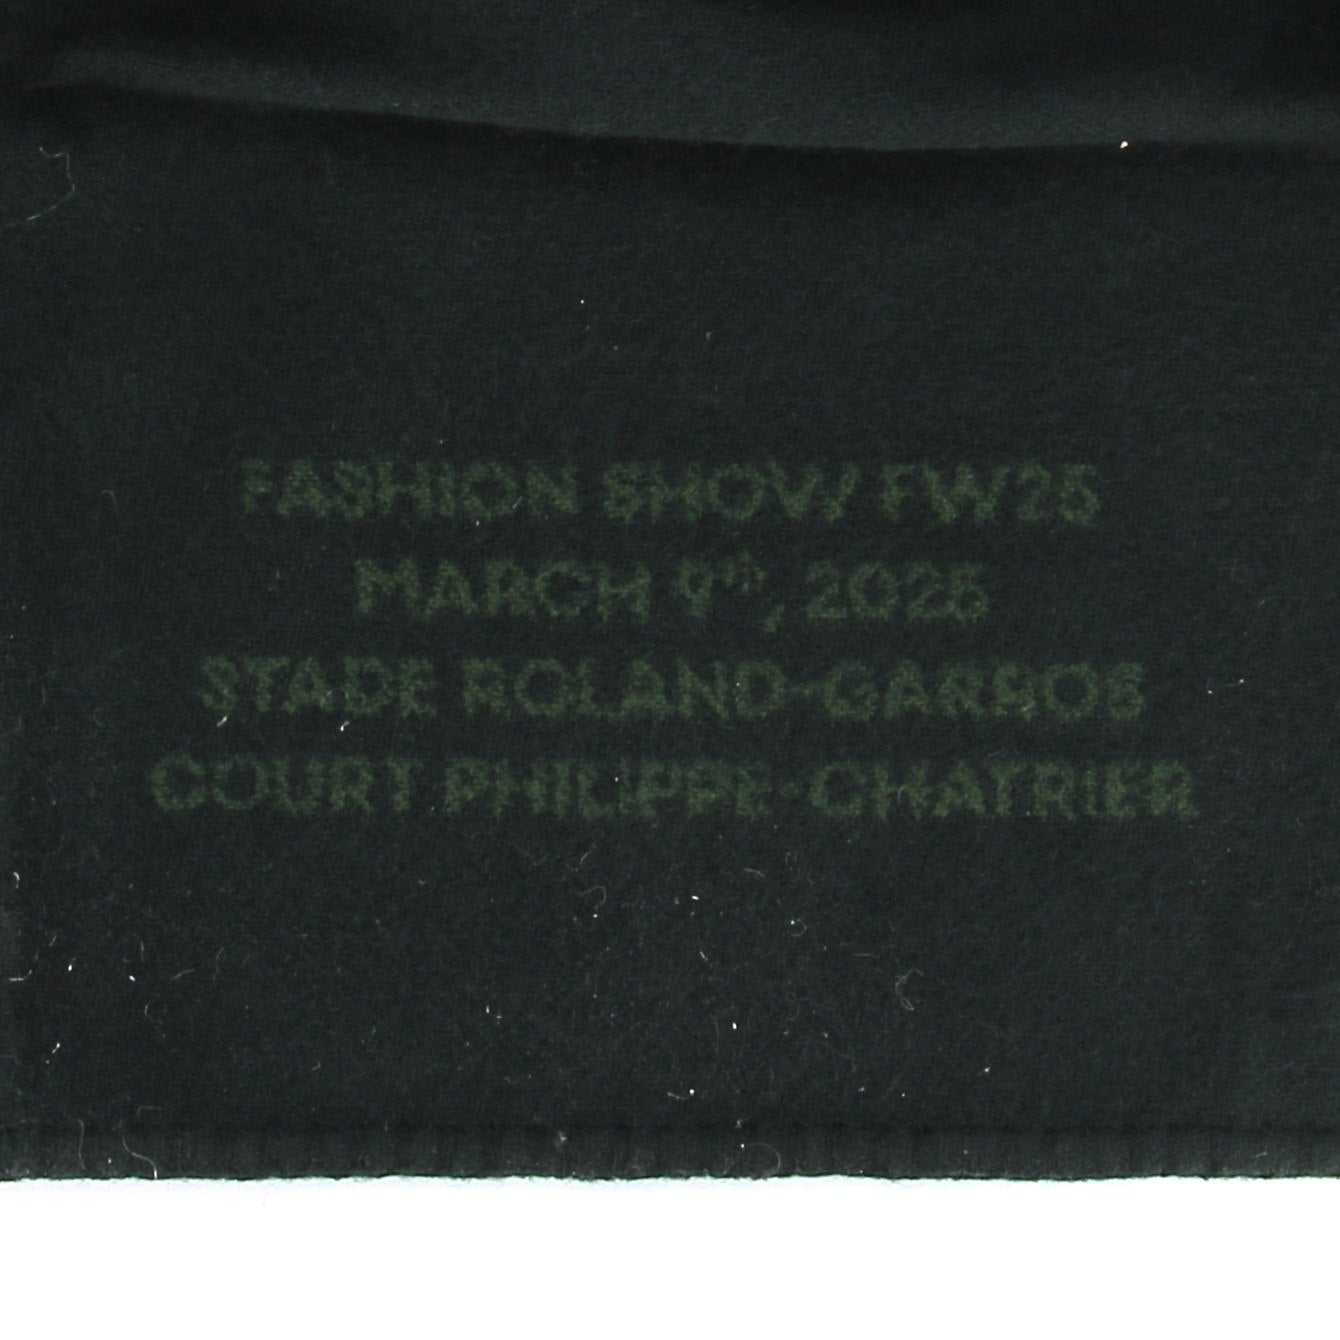 FASHION SHOW FW25
MARCH 9th, 2025
STADE ROLAND-GARROS
COURT PHILIPPE-CHATRIER